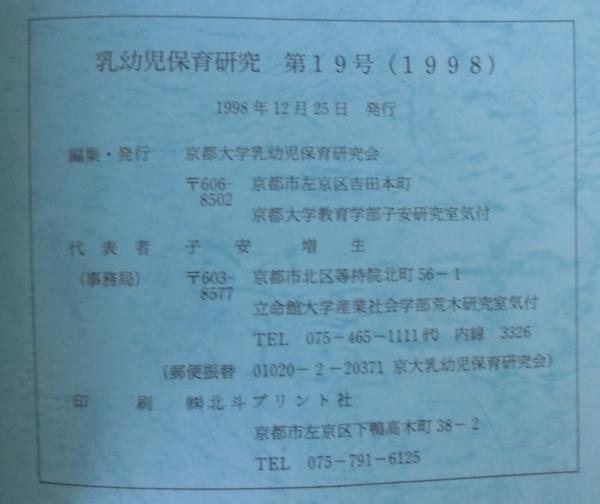 乳幼児保育研究　第19号(1998)
1998年12月25日　発行
編集・発行　京都大学乳幼児保育研究会
〒606-8502　京都市左京区吉田本町
京都大学教育学部子安研究室気付
代表者　子安　増生
(事務局)　〒603-8577　京都市北区等持院北町56-1
立命館大学産業社会学部荒木研究室気付
TEL　075-465-1111㈹　内線　3326
(郵便振替　01020-2-20371　京大乳幼児保育研究会)
印刷　㈱北斗プリント社
京都市左京区下鴨高木町38-2
TEL　075-791-6125